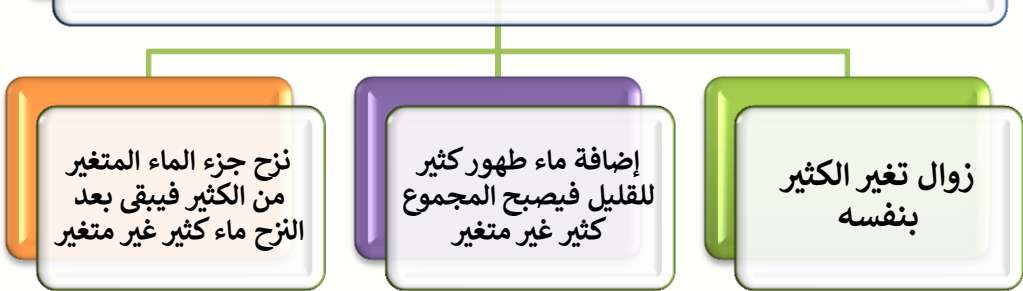 زوال تغير الكثير
بنفسه
إضافة ماء طهور كثير
للقليل فيصبح المجموع
كثير غير متغير
نزح جزء الماء المتغير
من الكثير فيبقى بعد
النزح ماء كثير غير متغير